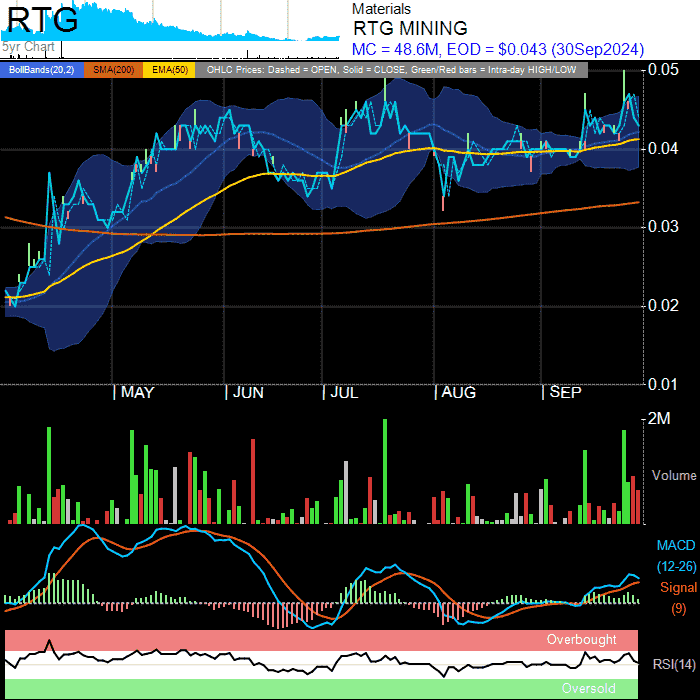 RTG
5yr Chart
Materials
RTG MINING
MC = 48.6M, EOD = $0.043 (30Sep2024)
BollBands(20,2) SMA(200) EMA(50) OHLC Prices: Dashed = OPEN, Solid = CLOSE, Green/Red bars = Intra-day HIGH/LOW
0.05
0.04
0.03
0.02
0.01
MAY JUN JUL AUG SEP
2M
Volume
MACD
(12-26)
Signal
(9)
Overbought
RSI(14)
Oversold